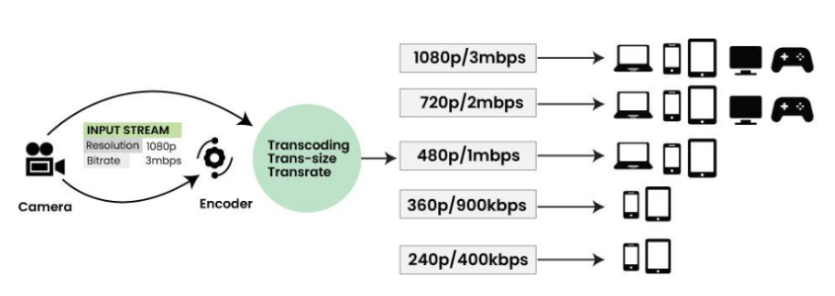 1080p/3mbps
720p/2mbps
INPUT STREAM
Resolution 1080p
Bitrate 3mbps
Transcoding
Trans-size
Transrate
480p/1mbps
Camera
Encoder
360p/900kbps
240p/400kbps